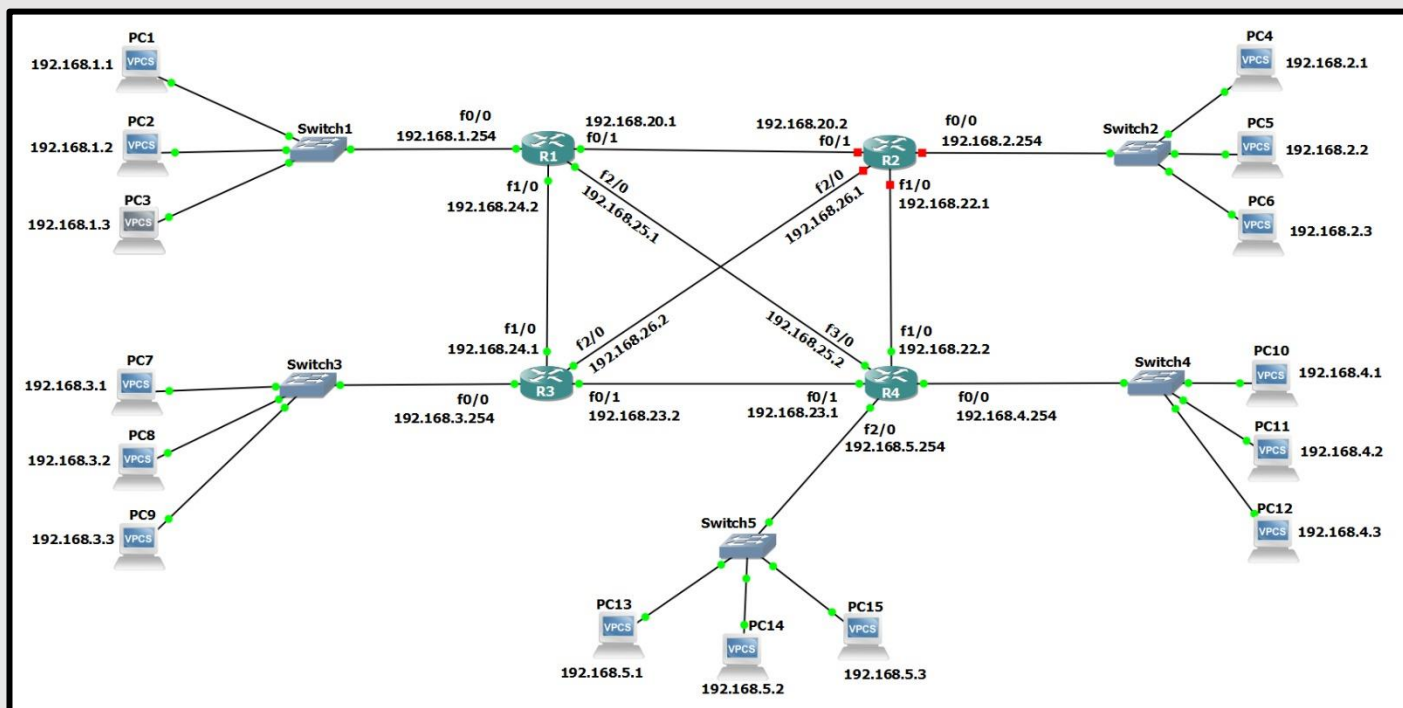 PC1
VPCS
192.168.1.1
PC2
VPCS
192.168.1.2
PC3
VPCS
192.168.1.3
Switch1
f0/0
192.168.1.254
R1
192.168.20.1
f0/1
f1/0
192.168.24.2
f2/0
192.168.25.1
192.168.20.2
f0/1
R2
f0/0
192.168.2.254
f2/0
192.168.26.1
f1/0
192.168.22.1
Switch2
PC4
VPCS
192.168.2.1
PC5
VPCS
192.168.2.2
PC6
VPCS
192.168.2.3
PC7
VPCS
192.168.3.1
PC8
VPCS
192.168.3.2
PC9
VPCS
192.168.3.3
Switch3
f0/0
192.168.3.254
f1/0
192.168.24.1
R3
f2/0
192.168.26.2
f0/1
192.168.23.2
f3/0
192.168.25.2
f1/0
192.168.22.2
R4
f0/1
192.168.23.1
f0/0
192.168.4.254
f2/0
192.168.5.254
Switch4
PC10
VPCS
192.168.4.1
PC11
VPCS
192.168.4.2
PC12
VPCS
192.168.4.3
Switch5
PC13
VPCS
192.168.5.1
PC14
VPCS
192.168.5.2
PC15
VPCS
192.168.5.3